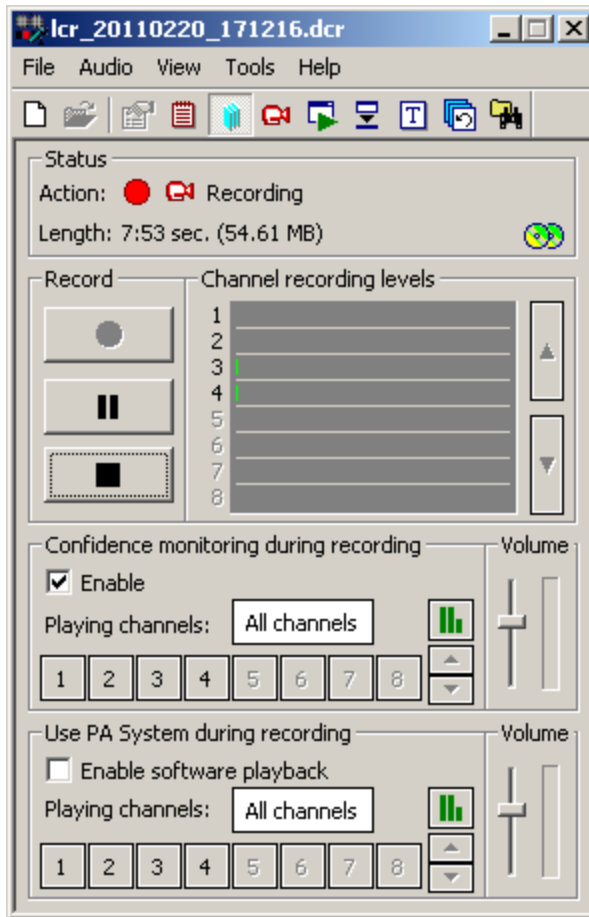 lcr_20110220_171216.dcr
File Audio View Tools Help
T
Status
Action: Recording
Length: 7:53 sec. (54.61 MB)
Record
Channel recording levels
1
2
3
4
5
6
7
8
Confidence monitoring during recording
Volume
Enable
Playing channels: All channels
1 2 3 4 5 6 7 8
Use PA System during recording
Volume
Enable software playback
Playing channels: All channels
1 2 3 4 5 6 7 8